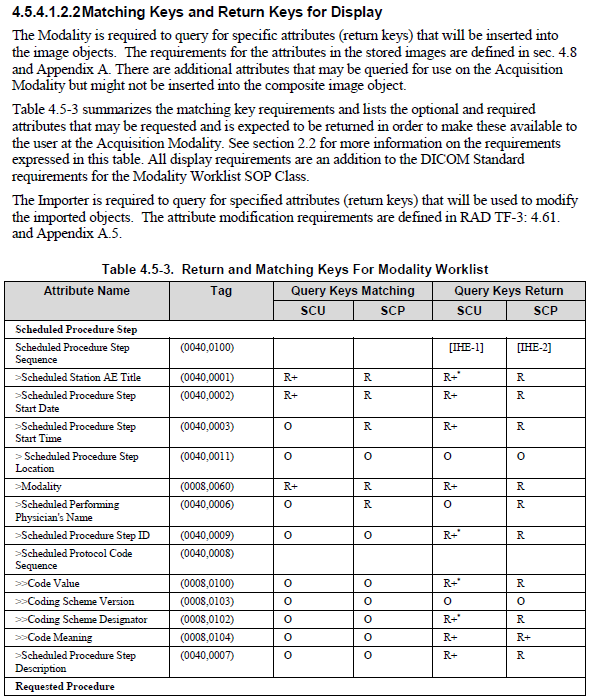 4.5.4.1.2.2Matching Keys and Return Keys for Display
The Modality is required to query for specific attributes (return keys) that will be inserted into
the image objects.  The requirements for the attributes in the stored images are defined in sec. 4.8
and Appendix A. There are additional attributes that may be queried for use on the Acquisition
Modality but might not be inserted into the composite image object.
Table 4.5-3 summarizes the matching key requirements and lists the optional and required
attributes that may be requested and is expected to be returned in order to make these available to
the user at the Acquisition Modality. See section 2.2 for more information on the requirements
expressed in this table. All display requirements are an addition to the DICOM Standard
requirements for the Modality Worklist SOP Class.
The Importer is required to query for specified attributes (return keys) that will be used to modify
the imported objects.  The attribute modification requirements are defined in RAD TF-3: 4.61.
and Appendix A.5.
Table 4.5-3.  Return and Matching Keys For Modality Worklist
Attribute Name Tag Query Keys Matching Query Keys Return
SCU SCP SCU SCP
Scheduled Procedure Step
Scheduled Procedure Step (0040,0100) [IHE-1] [IHE-2]
Sequence
>Scheduled Station AE Title (0040,0001) R+ R R+* R
>Scheduled Procedure Step (0040,0002) R+ R R+ R
Start Date
>Scheduled Procedure Step (0040,0003) O R R+ R
Start Time
> Scheduled Procedure Step (0040,0011) O O O O
Location
>Modality (0008,0060) R+ R R+ R
>Scheduled Performing (0040,0006) O R O R
Physician's Name
>Scheduled Procedure Step ID (0040,0009) O O R+* R
>Scheduled Protocol Code (0040,0008)
Sequence
>>Code Value (0008,0100) O O R+* R
>>Coding Scheme Version (0008,0103) O O O O
>>Coding Scheme Designator (0008,0102) O O R+* R
>>Code Meaning (0008,0104) O O R+ R+
>Scheduled Procedure Step (0040,0007) O O R+ R
Description
Requested Procedure